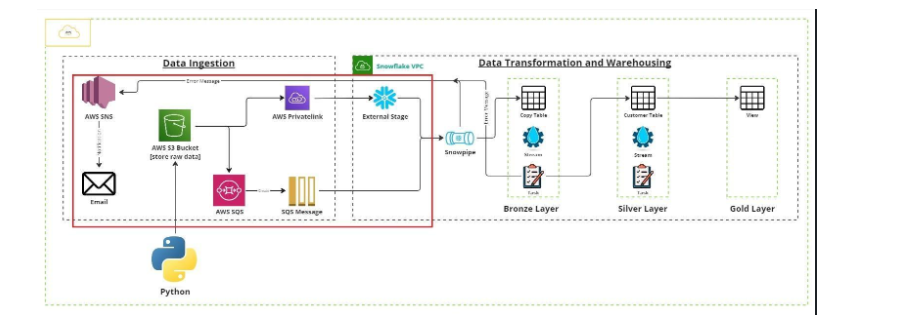 Data Ingestion
Snowflake VPC
Data Transformation and Warehousing
Error Message
AWS SNS
AWS S3 Bucket
[store raw data]
AWS Privatelink
External Stage
Error Message
Snowpipe
Copy Table
Customer Table
View
Stream
Stream
Email
AWS SQS
SQS Message
Task
Task
Bronze Layer
Silver Layer
Gold Layer
Python